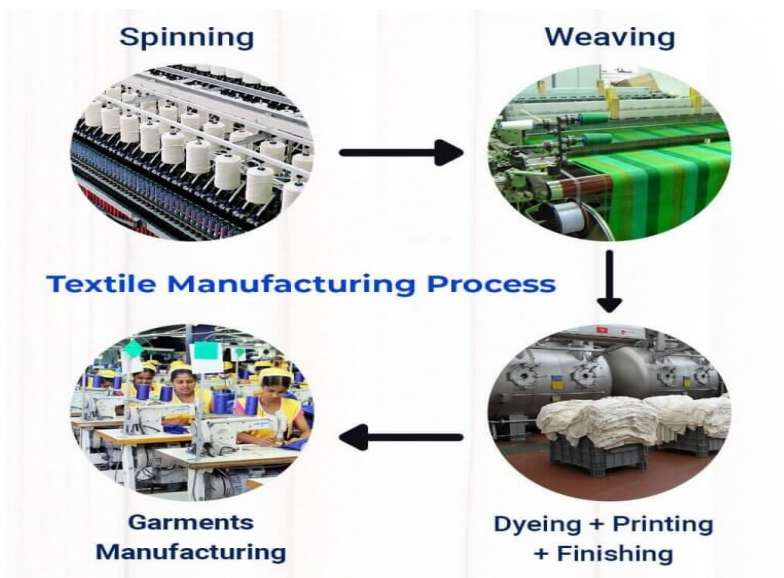 Spinning
Weaving
Textile Manufacturing Process
Garments
Manufacturing
Dyeing + Printing
+ Finishing